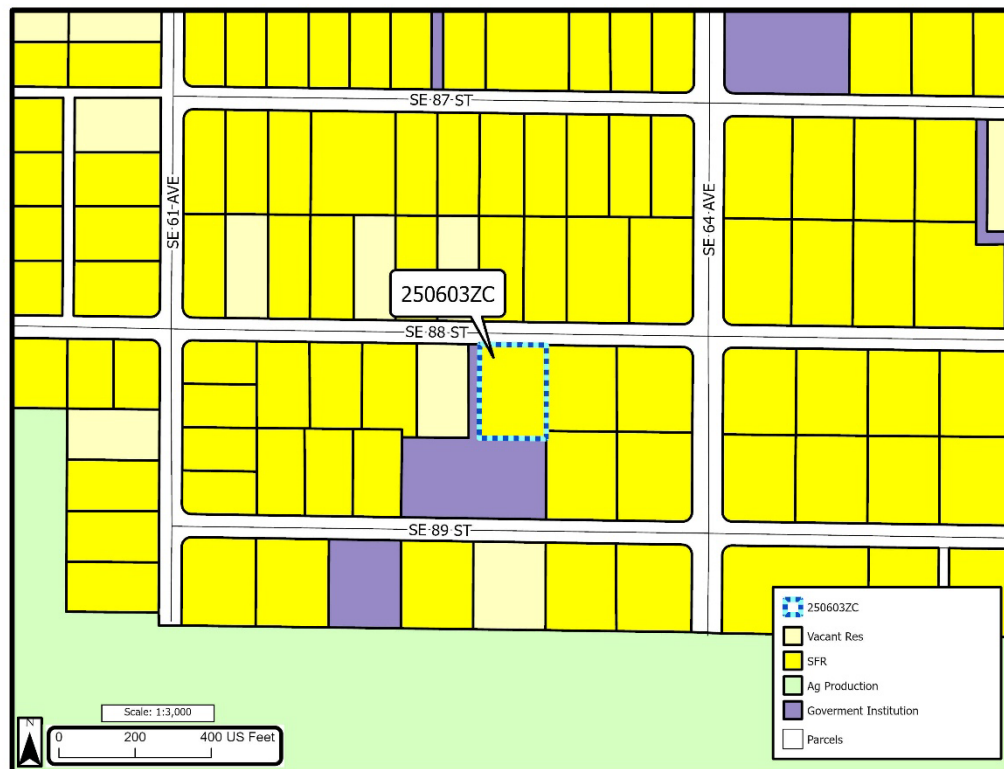 SE 87 ST
SE 61 AVE
SE 64 AVE
250603ZC
SE 88 ST
SE 89 ST
250603ZC
Vacant Res
SFR
Ag Production
Goverment Institution
Parcels
Scale: 1:3,000
N
0 200 400 US Feet